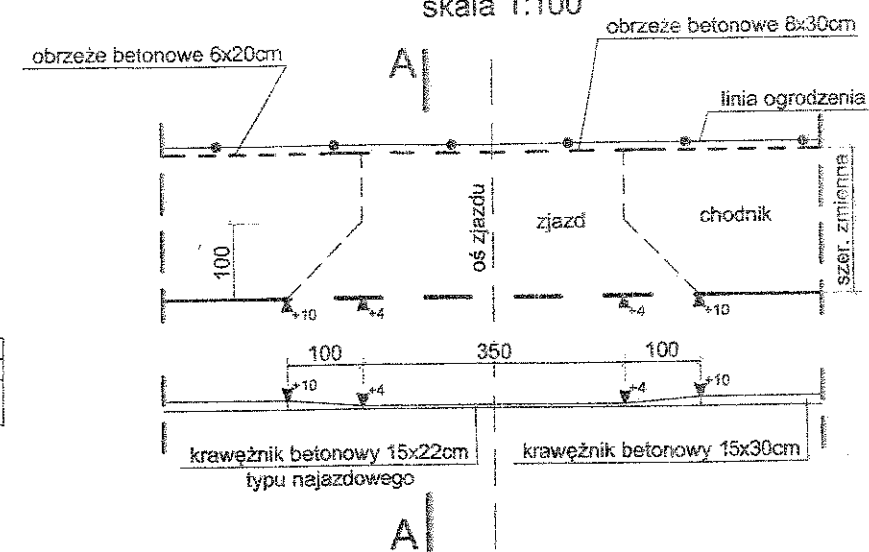 skala 1:100
obrzeże betonowe 8x30cm
obrzeże betonowe 6x20cm
A
linia ogrodzenia
oś zjazdu
zjazd
chodnik
szer. zmienna
100
+10
+4
+4
+10
100
350
100
+10
+4
+4
+10
krawężnik betonowy 15x22cm
typu najazdowego
krawężnik betonowy 15x30cm
A